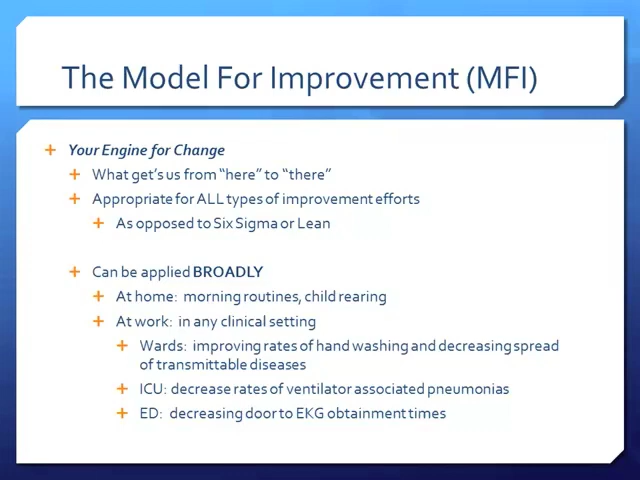 The Model For Improvement (MFI)
Your Engine for Change
What get's us from “here” to “there”
Appropriate for ALL types of improvement efforts
As opposed to Six Sigma or Lean
Can be applied BROADLY
At home: morning routines, child rearing
At work: in any clinical setting
Wards: improving rates of hand washing and decreasing spread
of transmittable diseases
ICU: decrease rates of ventilator associated pneumonias
ED: decreasing door to EKG obtainment times